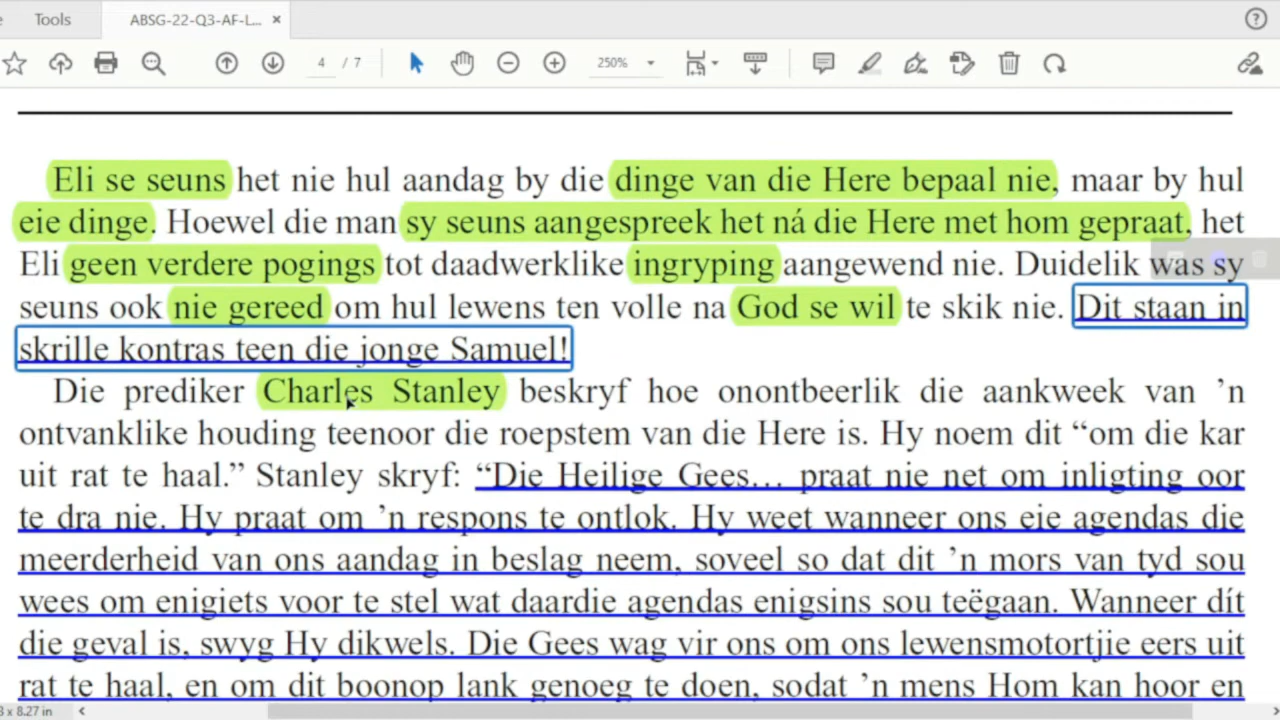 Tools
ABSG-22-Q3-AF-L... ×
4 / 7
250%
Eli se seuns het nie hul aandag by die dinge van die Here bepaal nie, maar by hul
eie dinge. Hoewel die man sy seuns aangespreek het ná die Here met hom gepraat, het
Eli geen verdere pogings tot daadwerklike ingryping aangewend nie. Duidelik was sy
seuns ook nie gereed om hul lewens ten volle na God se wil te skik nie. Dit staan in
skrille kontras teen die jonge Samuel!
Die prediker Charles Stanley beskryf hoe onontbeerlik die aankweek van ’n
ontvanklike houding teenoor die roepstem van die Here is. Hy noem dit “om die kar
uit rat te haal.” Stanley skryf: “Die Heilige Gees… praat nie net om inligting oor
te dra nie. Hy praat om ’n respons te ontlok. Hy weet wanneer ons eie agendas die
meerderheid van ons aandag in beslag neem, soveel so dat dit ’n mors van tyd sou
wees om enigiets voor te stel wat daardie agendas enigsins sou teëgaan. Wanneer dít
die geval is, swyg Hy dikwels. Die Gees wag vir ons om ons lewensmotortjie eers uit
rat te haal, en om dit boonop lank genoeg te doen, sodat ’n mens Hom kan hoor en
x 8.27 in